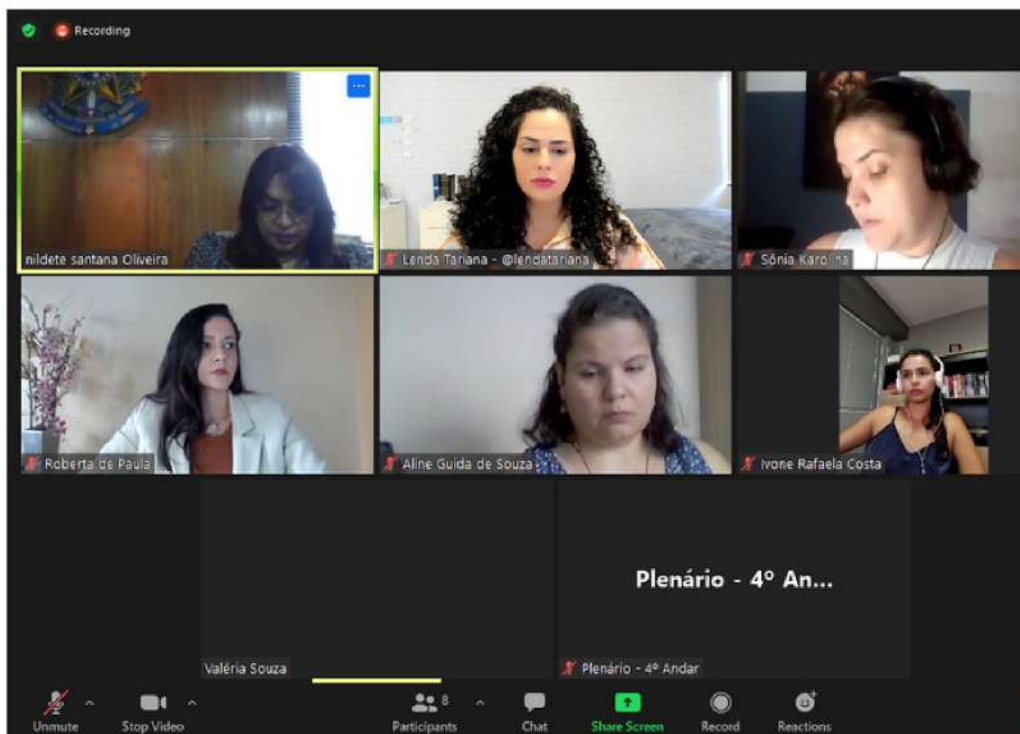 Recording
nildete santana Oliveira
Lenda Tariana - @lendatariana
Sônia Karolina
Roberta de Paula
Aline Guida de Souza
Ivone Rafaela Costa
Plenário - 4º An...
Valéria Souza
Plenário - 4º Andar
8
Unmute
Stop Video
Participants
Chat
Share Screen
Record
Reactions